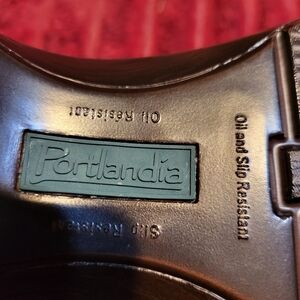 Oil Resistant
Portlandia
Slip Resistant
Oil and Slip Resistant